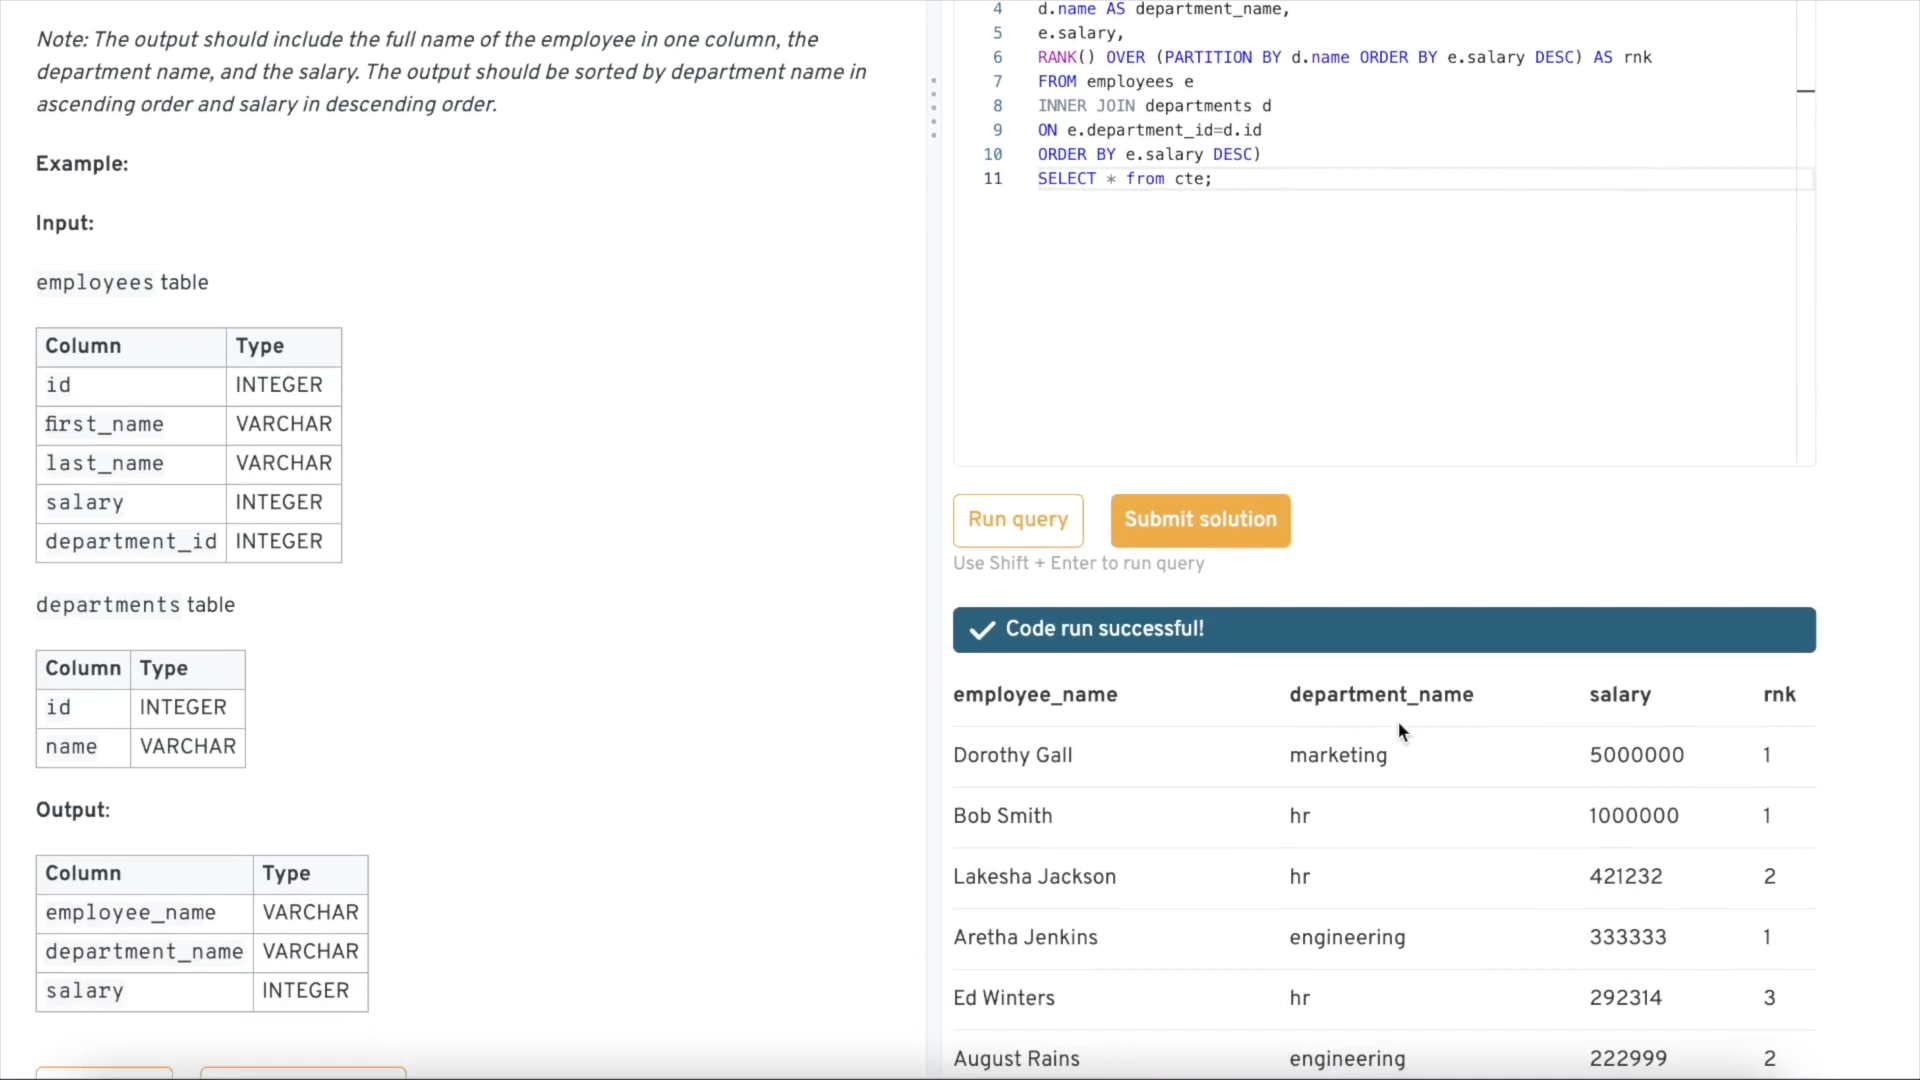 Note: The output should include the full name of the employee in one column, the
department name, and the salary. The output should be sorted by department name in
ascending order and salary in descending order.
Example:
Input:
employees table
Column Type
id INTEGER
first_name VARCHAR
last_name VARCHAR
salary INTEGER
department_id INTEGER
departments table
Column Type
id INTEGER
name VARCHAR
Output:
Column Type
employee_name VARCHAR
department_name VARCHAR
salary INTEGER
4 d.name AS department_name,
5 e.salary,
6 RANK() OVER (PARTITION BY d.name ORDER BY e.salary DESC) AS rnk
7 FROM employees e
8 INNER JOIN departments d
9 ON e.department_id=d.id
10 ORDER BY e.salary DESC)
11 SELECT * from cte;
Run query Submit solution
Use Shift + Enter to run query
Code run successful!
employee_name department_name salary rnk
Dorothy Gall marketing 5000000 1
Bob Smith hr 1000000 1
Lakesha Jackson hr 421232 2
Aretha Jenkins engineering 333333 1
Ed Winters hr 292314 3
August Rains engineering 222999 2